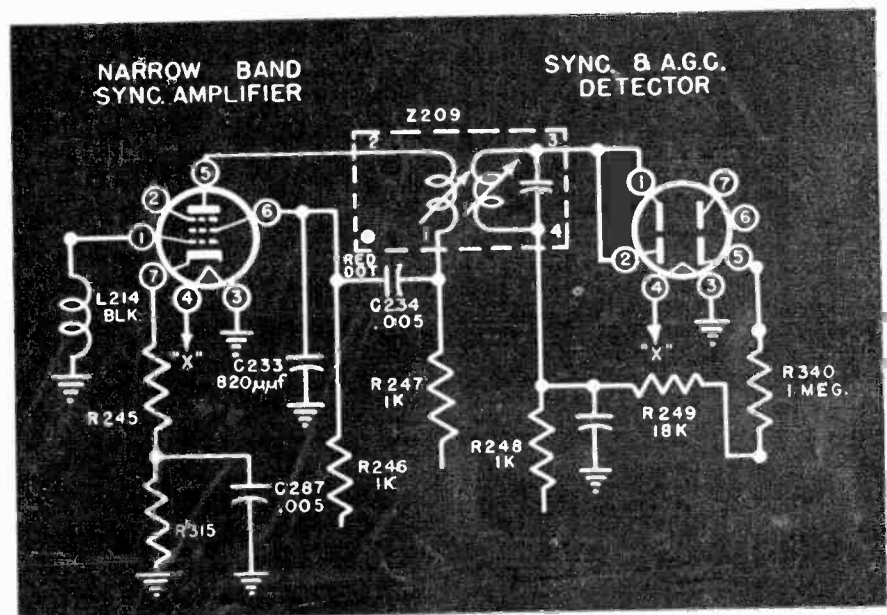 NARROW BAND
SYNC. AMPLIFIER
SYNC. & A.G.C.
DETECTOR
Z209
2
3
5
2
6
1
7
4
3
1
4
RED
DOT
C234
.005
1
7
2
6
5
4
3
L214
BLK.
"X"
C233
820µµf
"X"
R245
R247
1K
R340
1 MEG.
R249
18K
R246
1K
R248
1K
C287
.005
R315